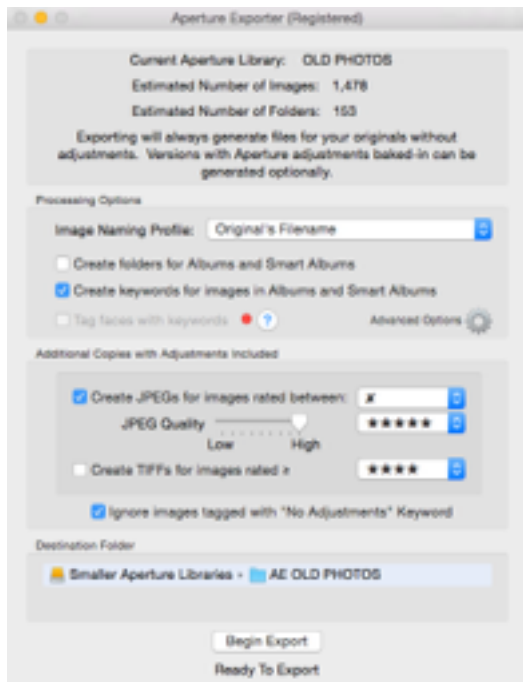 Aperture Exporter (Registered)
Current Aperture Library: OLD PHOTOS
Estimated Number of Images: 1,478
Estimated Number of Folders: 153
Exporting will always generate files for your originals without
adjustments. Versions with Aperture adjustments baked-in can be
generated optionally.
Processing Options
Image Naming Profile: Original's Filename
Create folders for Albums and Smart Albums
Create keywords for images in Albums and Smart Albums
Tag faces with keywords ? Advanced Options
Additional Copies with Adjustments Included
Create JPEGs for images rated between: ✗
JPEG Quality ★★★★★
Low High
Create TIFFs for images rated ≥ ★★★★
Ignore images tagged with "No Adjustments" Keyword
Destination Folder
Smaller Aperture Libraries › AE OLD PHOTOS
Begin Export
Ready To Export